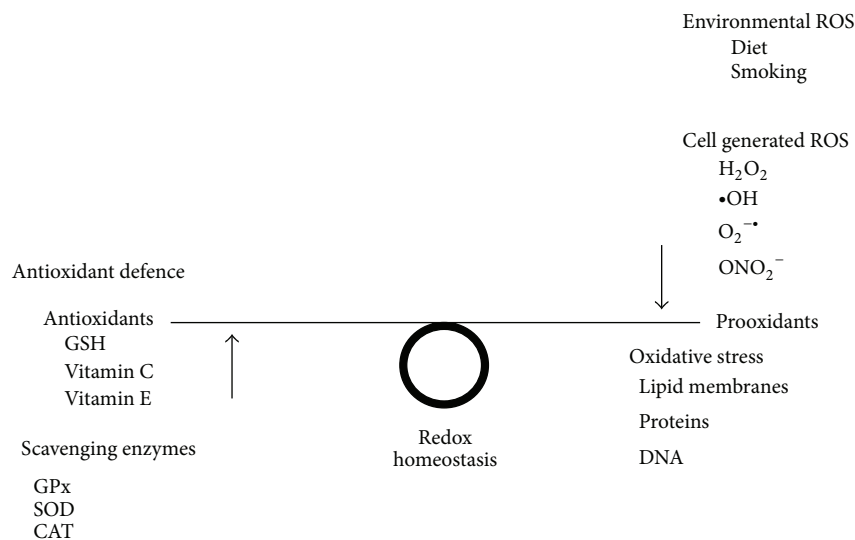 Environmental ROS
Diet
Smoking
Cell generated ROS
H₂O₂
•OH
O₂⁻•
ONO₂⁻
Antioxidant defence
Antioxidants
GSH
Vitamin C
Vitamin E
Scavenging enzymes
GPx
SOD
CAT
Redox
homeostasis
Prooxidants
Oxidative stress
Lipid membranes
Proteins
DNA